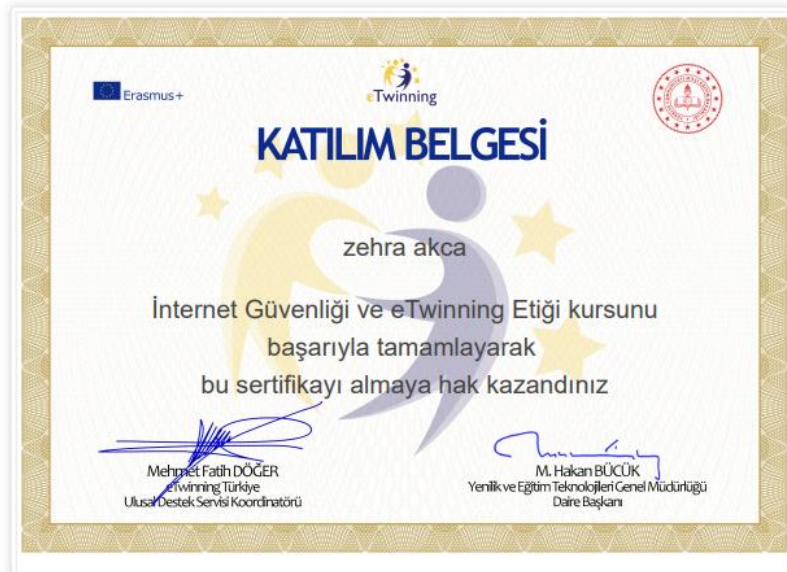 Erasmus+
eTwinning
KATILIM BELGESİ
zehra akca
İnternet Güvenliği ve eTwinning Etiği kursunu
başarıyla tamamlayarak
bu sertifikayı almaya hak kazandınız
Mehmet Fatih DÖĞER
eTwinning Türkiye
Ulusal Destek Servisi Koordinatörü
M. Hakan BÜCÜK
Yenilik ve Eğitim Teknolojileri Genel Müdürlüğü
Daire Başkanı